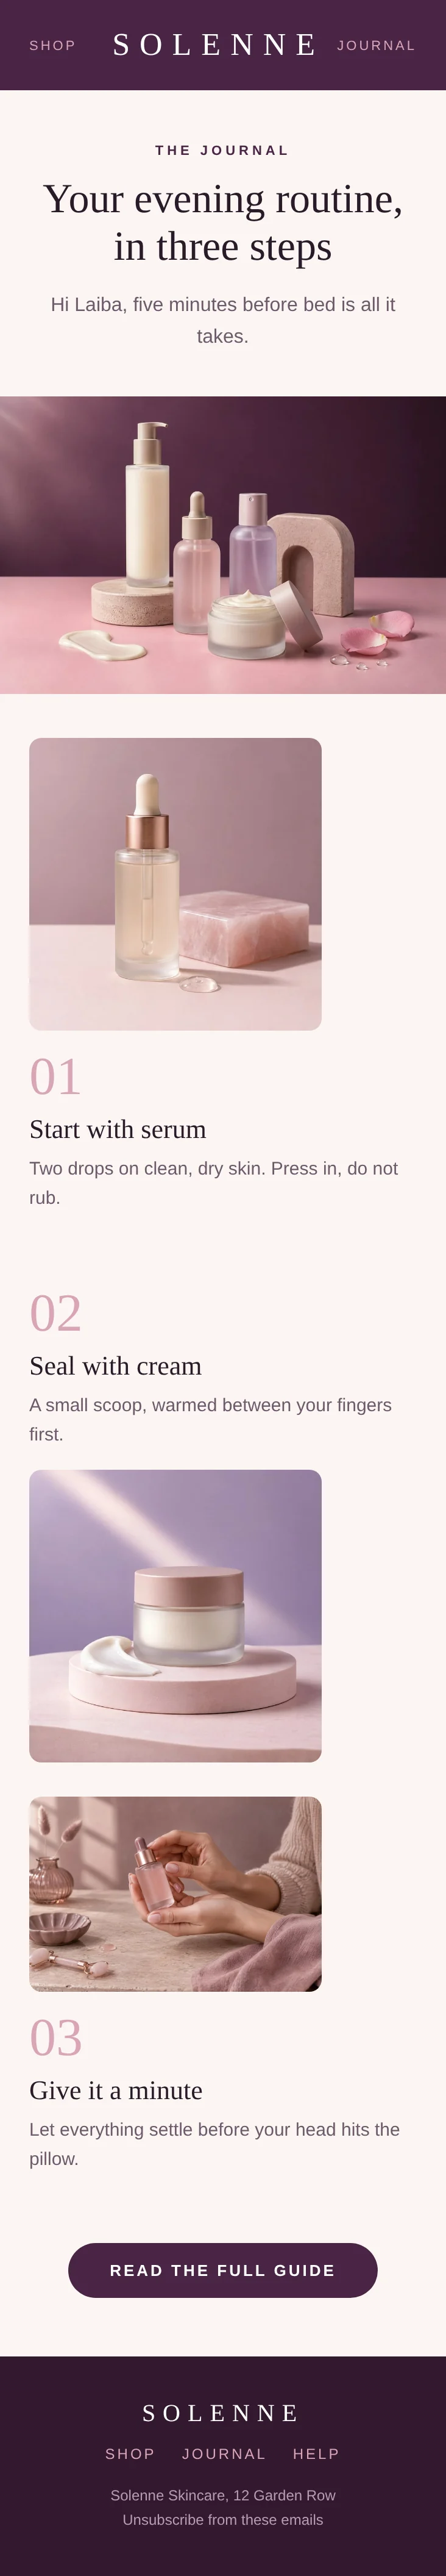 SHOP SOLENNE JOURNAL
THE JOURNAL
Your evening routine,
in three steps
Hi Laiba, five minutes before bed is all it
takes.
01
Start with serum
Two drops on clean, dry skin. Press in, do not
rub.
02
Seal with cream
A small scoop, warmed between your fingers
first.
03
Give it a minute
Let everything settle before your head hits the
pillow.
READ THE FULL GUIDE
SOLENNE
SHOP JOURNAL HELP
Solenne Skincare, 12 Garden Row
Unsubscribe from these emails